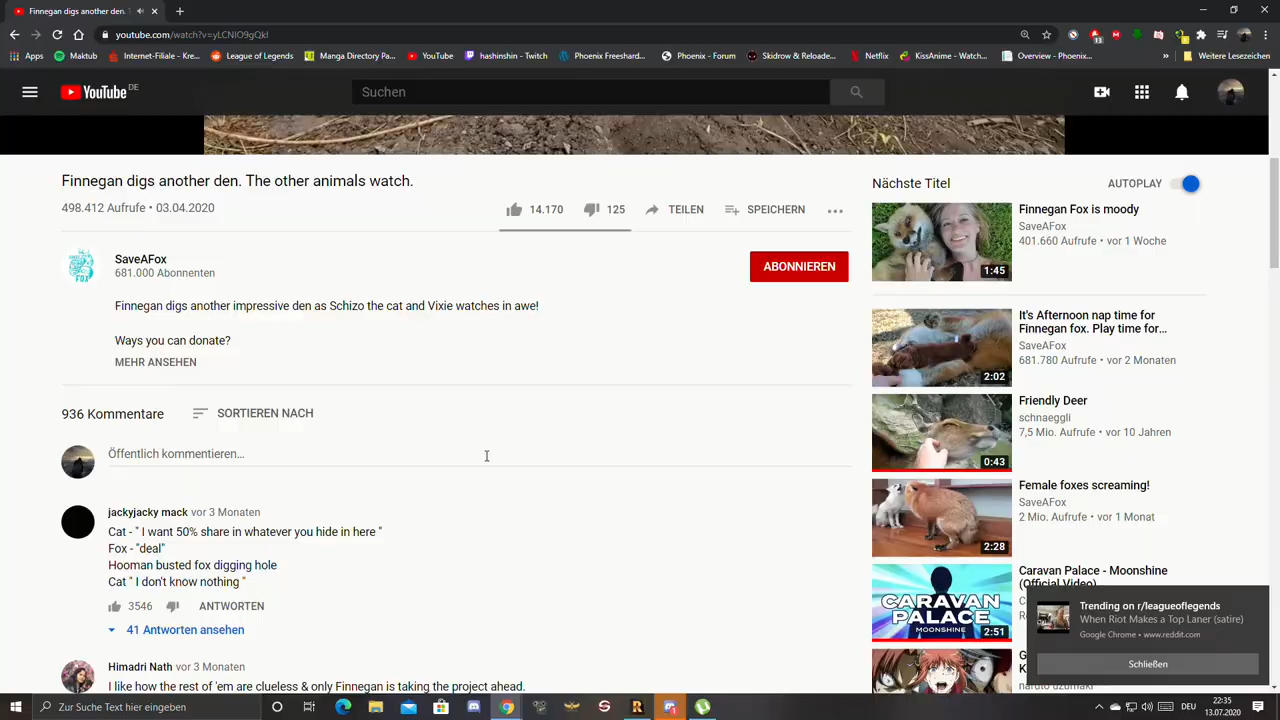 Finnegan digs another den. T
youtube.com/watch?v=yLCNIO9gQkI
13
Apps
Maktub
Internet-Filiale - Kre...
Reddit
League of Legends
Manga Directory Pa...
YouTube
hashinshin - Twitch
Phoenix Freeshard...
Phoenix - Forum
Skidrow & Reloade...
Netflix
KissAnime - Watch...
»
Weitere Lesezeichen
YouTube DE
Suchen
Finnegan digs another den. The other animals watch.
498.412 Aufrufe • 03.04.2020
14.170
125
TEILEN
SPEICHERN
SaveAFox
681.000 Abonnenten
ABONNIEREN
Finnegan digs another impressive den as Schizo the cat and Vixie watches in awe!
Ways you can donate?
MEHR ANSEHEN
936 Kommentare
SORTIEREN NACH
Öffentlich kommentieren...
jackyjacky mack vor 3 Monaten
Cat - " I want 50% share in whatever you hide in here "
Fox - "deal"
Hooman busted fox digging hole
Cat " I don't know nothing "
3546
ANTWORTEN
41 Antworten ansehen
Himadri Nath vor 3 Monaten
I like how the rest of 'em are clueless & only Finnegan is taking the project ahead.
Nächste Titel
AUTOPLAY
1:45
Finnegan Fox is moody
SaveAFox
401.660 Aufrufe • vor 1 Woche
2:02
It's Afternoon nap time for
Finnegan fox. Play time for...
SaveAFox
681.780 Aufrufe • vor 2 Monaten
0:43
Friendly Deer
schnaeggli
7,5 Mio. Aufrufe • vor 10 Jahren
2:28
Female foxes screaming!
SaveAFox
2 Mio. Aufrufe • vor 1 Monat
CARAVAN
PALACE
MOONSHINE
2:51
Caravan Palace - Moonshine
(Official Video)
Trending on r/leagueoflegends
When Riot Makes a Top Laner (satire)
Google Chrome • www.reddit.com
Schließen
Zur Suche Text hier eingeben
DEU
22:35
13.07.2020